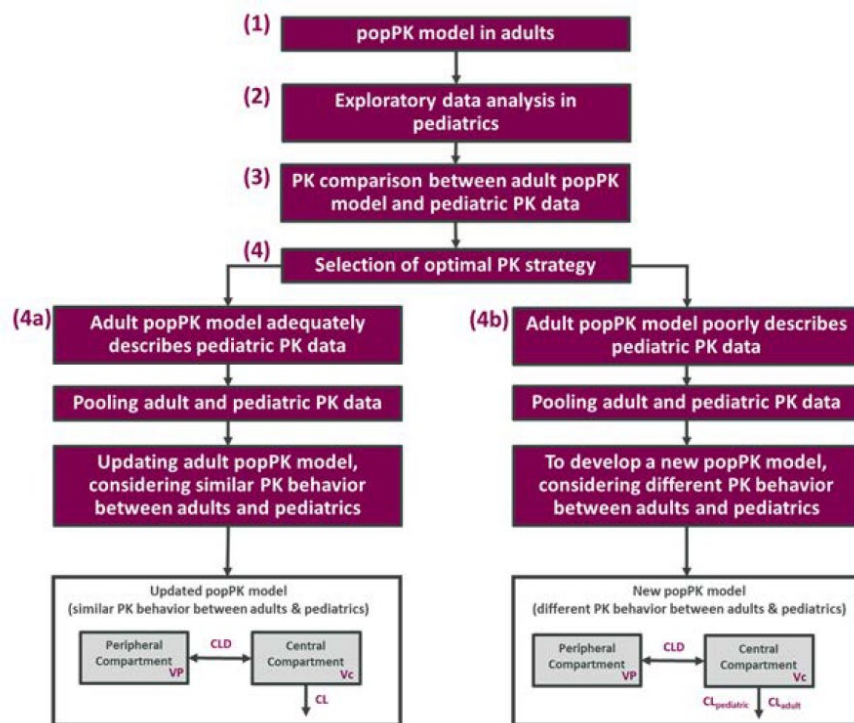 (1)
popPK model in adults
(2)
Exploratory data analysis in
pediatrics
(3)
PK comparison between adult popPK
model and pediatric PK data
(4)
Selection of optimal PK strategy
(4a)
Adult popPK model adequately
describes pediatric PK data
Pooling adult and pediatric PK data
Updating adult popPK model,
considering similar PK behavior
between adults and pediatrics
Updated popPK model
(similar PK behavior between adults & pediatrics)
Peripheral
Compartment
VP
CLD
Central
Compartment
Vc
CL
(4b)
Adult popPK model poorly describes
pediatric PK data
Pooling adult and pediatric PK data
To develop a new popPK model,
considering different PK behavior
between adults and pediatrics
New popPK model
(different PK behavior between adults & pediatrics)
Peripheral
Compartment
VP
CLD
Central
Compartment
Vc
CLpediatric CLadult